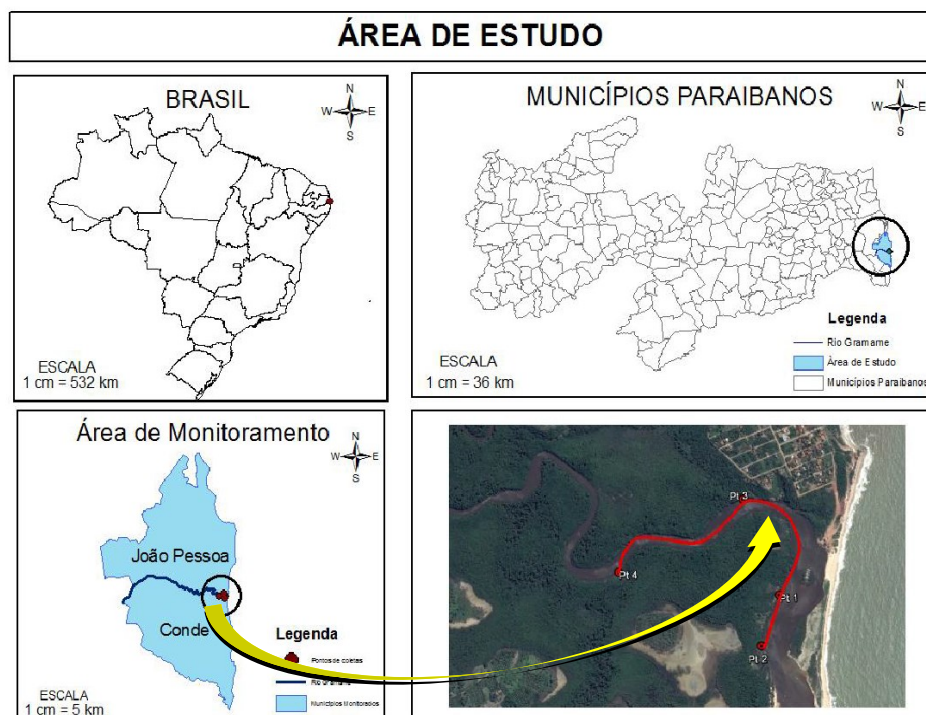 ÁREA DE ESTUDO
BRASIL
N
W E
S
ESCALA
1 cm = 532 km
MUNICÍPIOS PARAIBANOS
N
W E
S
Legenda
Rio Gramame
Área de Estudo
Municípios Paraibanos
ESCALA
1 cm = 36 km
Área de Monitoramento
N
W E
S
João Pessoa
Conde
Legenda
Pontos de coletas
Rio Gramame
Municípios Monitorados
ESCALA
1 cm = 5 km
Pt 3
Pt 4
Pt 1
Pt 2